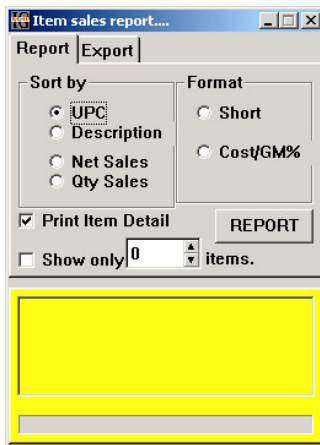 Item sales report....
Report Export
Sort by
UPC
Description
Net Sales
Qty Sales
Format
Short
Cost/GM%
Print Item Detail
REPORT
Show only 0 items.